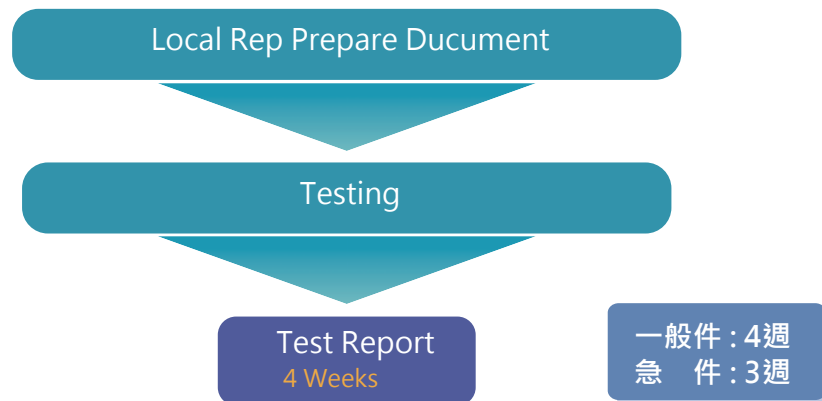 Local Rep Prepare Ducument
Testing
Test Report
4 Weeks
一般件 : 4週
急　件 : 3週